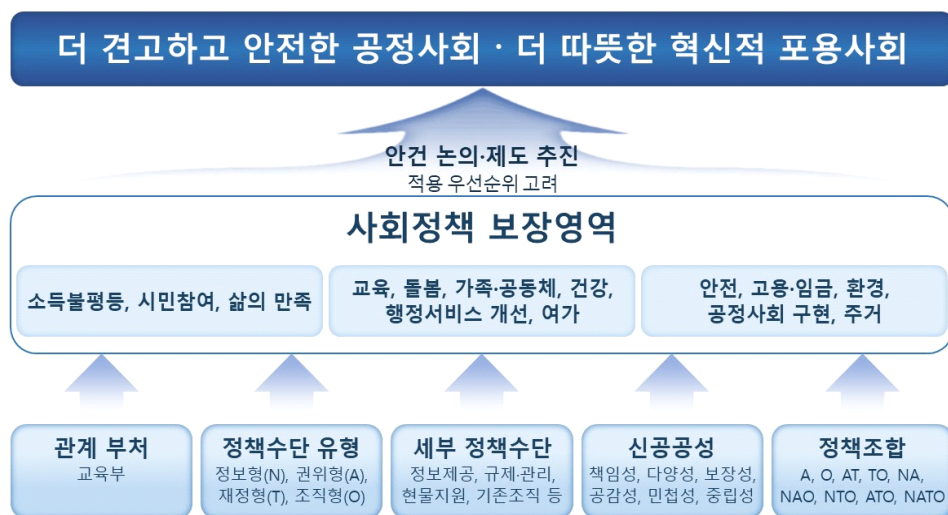 더 견고하고 안전한 공정사회 · 더 따뜻한 혁신적 포용사회
안건 논의·제도 추진
적용 우선순위 고려
사회정책 보장영역
소득불평등, 시민참여, 삶의 만족
교육, 돌봄, 가족·공동체, 건강,
행정서비스 개선, 여가
안전, 고용·임금, 환경,
공정사회 구현, 주거
관계 부처
교육부
정책수단 유형
정보형(N), 권위형(A),
재정형(T), 조직형(O)
세부 정책수단
정보제공, 규제·관리,
현물지원, 기존조직 등
신공공성
책임성, 다양성, 보장성,
공감성, 민첩성, 중립성
정책조합
A, O, AT, TO, NA,
NAO, NTO, ATO, NATO